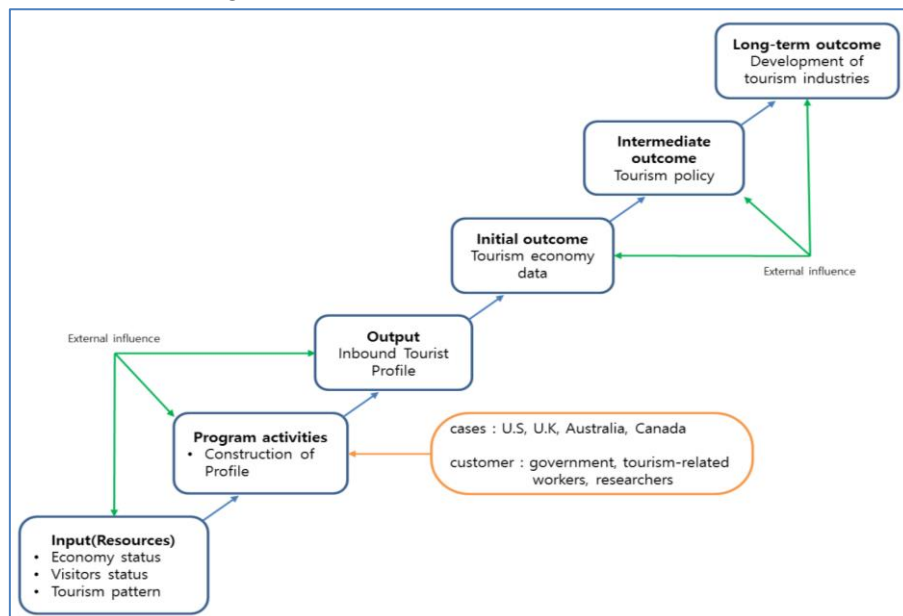 Long-term outcome
Development of
tourism industries
Intermediate
outcome
Tourism policy
Initial outcome
Tourism economy
data
External influence
Output
Inbound Tourist
Profile
External influence
Program activities
• Construction of
Profile
cases : U.S, U.K, Australia, Canada
customer : government, tourism-related
workers, researchers
Input(Resources)
• Economy status
• Visitors status
• Tourism pattern